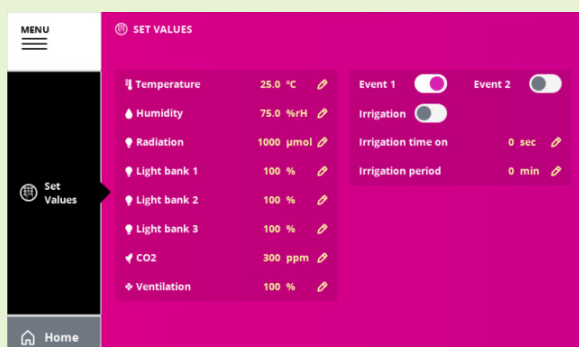 MENU
SET VALUES
Set
Values
Home
Temperature 25.0 °C
Humidity 75.0 %rH
Radiation 1000 µmol
Light bank 1 100 %
Light bank 2 100 %
Light bank 3 100 %
CO2 300 ppm
Ventilation 100 %
Event 1 Event 2
Irrigation
Irrigation time on 0 sec
Irrigation period 0 min